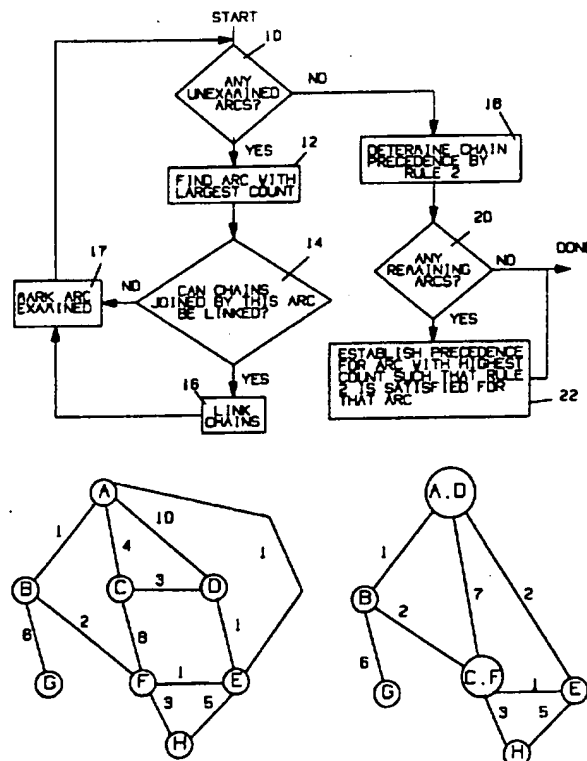 START
10
ANY
UNEXAMINED
ARCS?
NO
YES
12
FIND ARC WITH
LARGEST COUNT
14
CAN CHAINS
JOINED BY THIS ARC
BE LINKED?
NO
17
MARK ARC
EXAMINED
YES
16
LINK
CHAINS
18
DETERMINE CHAIN
PRECEDENCE BY
RULE 2
20
ANY
REMAINING
ARCS?
NO
DONE
YES
ESTABLISH PRECEDENCE
FOR ARC WITH HIGHEST
COUNT SUCH THAT RULE
2 IS SATISFIED FOR
THAT ARC
22
A
1
4
10
1
B
C
3
D
6
2
8
1
G
F
1
E
3
5
H
A.D
1
7
2
B
2
6
G
C.F
1
E
3
5
H